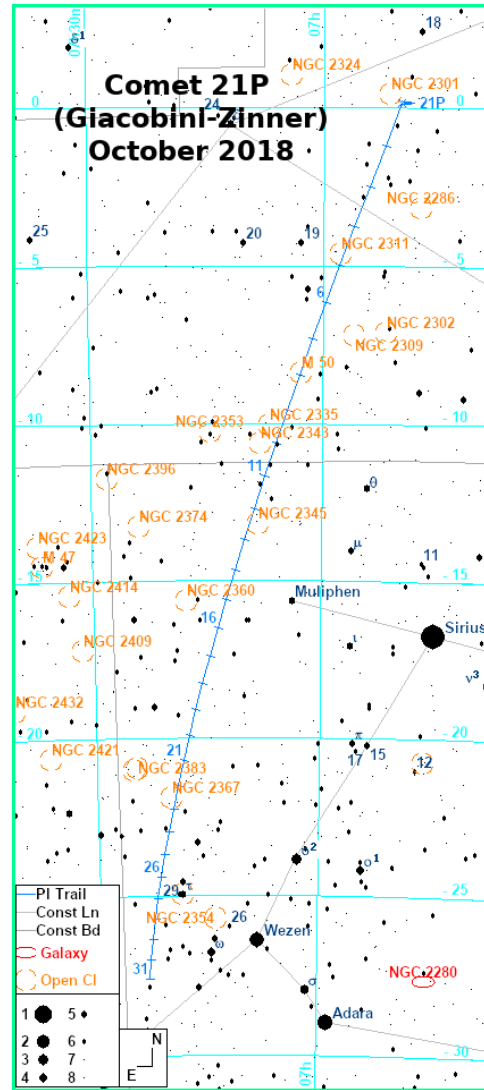 07h30m
07h
18
δ1
NGC 2324
Comet 21P
(Giacobini-Zinner)
October 2018
NGC 2301
24
0
21P
0
NGC 2286
25
20
19
NGC 2311
- 5
- 5
6
NGC 2302
NGC 2309
M 50
- 10
NGC 2353
NGC 2335
- 10
NGC 2343
11
NGC 2396
θ
NGC 2374
NGC 2345
NGC 2423
μ
M 47
11
- 15
NGC 2414
NGC 2360
Muliphen
- 15
16
Sirius
NGC 2409
ι
ν3
NGC 2432
- 20
π
- 20
21
17
15
NGC 2421
NGC 2383
12
NGC 2367
ο2
ο1
26
Pl Trail
29
τ
- 25
Const Ln
Const Bd
NGC 2354
26
Wezen
Galaxy
ω
31
NGC 2280
Open Cl
σ
1
5
Adara
2
6
3
7
4
8
N
E
07h
- 30